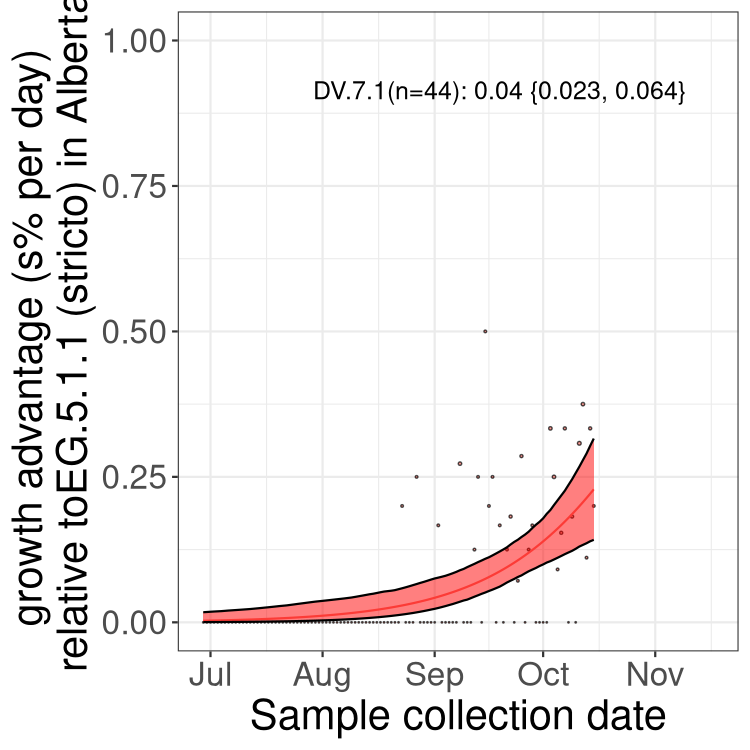 growth advantage (s% per day)
relative toEG.5.1.1 (stricto) in Alberta
1.00
0.75
0.50
0.25
0.00
DV.7.1(n=44): 0.04 {0.023, 0.064}
Jul Aug Sep Oct Nov
Sample collection date